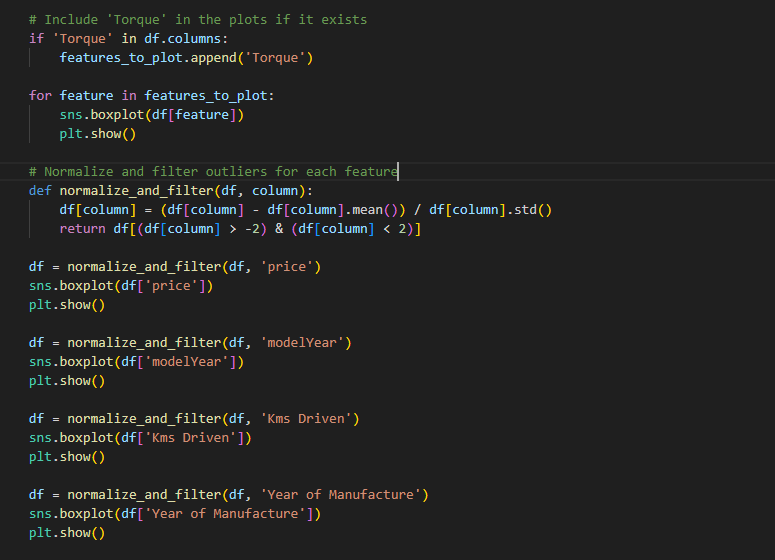 # Include 'Torque' in the plots if it exists
if 'Torque' in df.columns:
    features_to_plot.append('Torque')
for feature in features_to_plot:
    sns.boxplot(df[feature])
    plt.show()
# Normalize and filter outliers for each feature
def normalize_and_filter(df, column):
    df[column] = (df[column] - df[column].mean()) / df[column].std()
    return df[(df[column] > -2) & (df[column] < 2)]
df = normalize_and_filter(df, 'price')
sns.boxplot(df['price'])
plt.show()
df = normalize_and_filter(df, 'modelYear')
sns.boxplot(df['modelYear'])
plt.show()
df = normalize_and_filter(df, 'Kms Driven')
sns.boxplot(df['Kms Driven'])
plt.show()
df = normalize_and_filter(df, 'Year of Manufacture')
sns.boxplot(df['Year of Manufacture'])
plt.show()